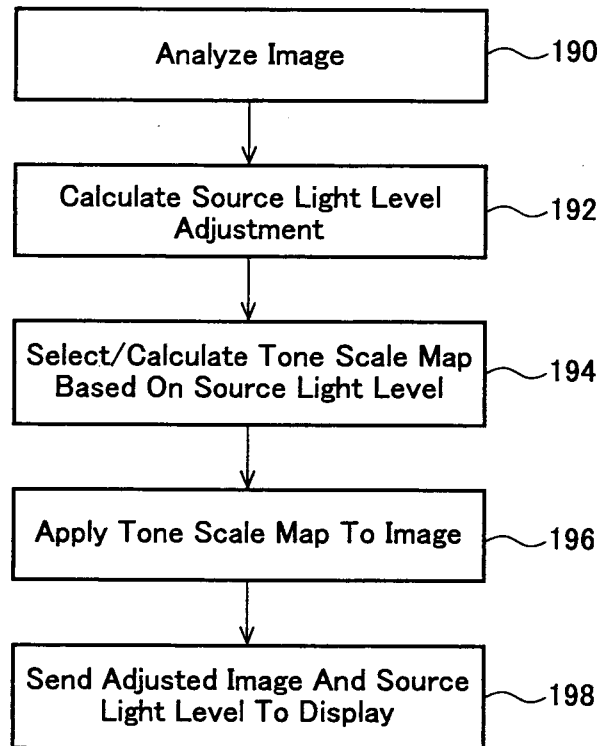 Analyze Image
190
Calculate Source Light Level
Adjustment
192
Select/Calculate Tone Scale Map
Based On Source Light Level
194
Apply Tone Scale Map To Image
196
Send Adjusted Image And Source
Light Level To Display
198